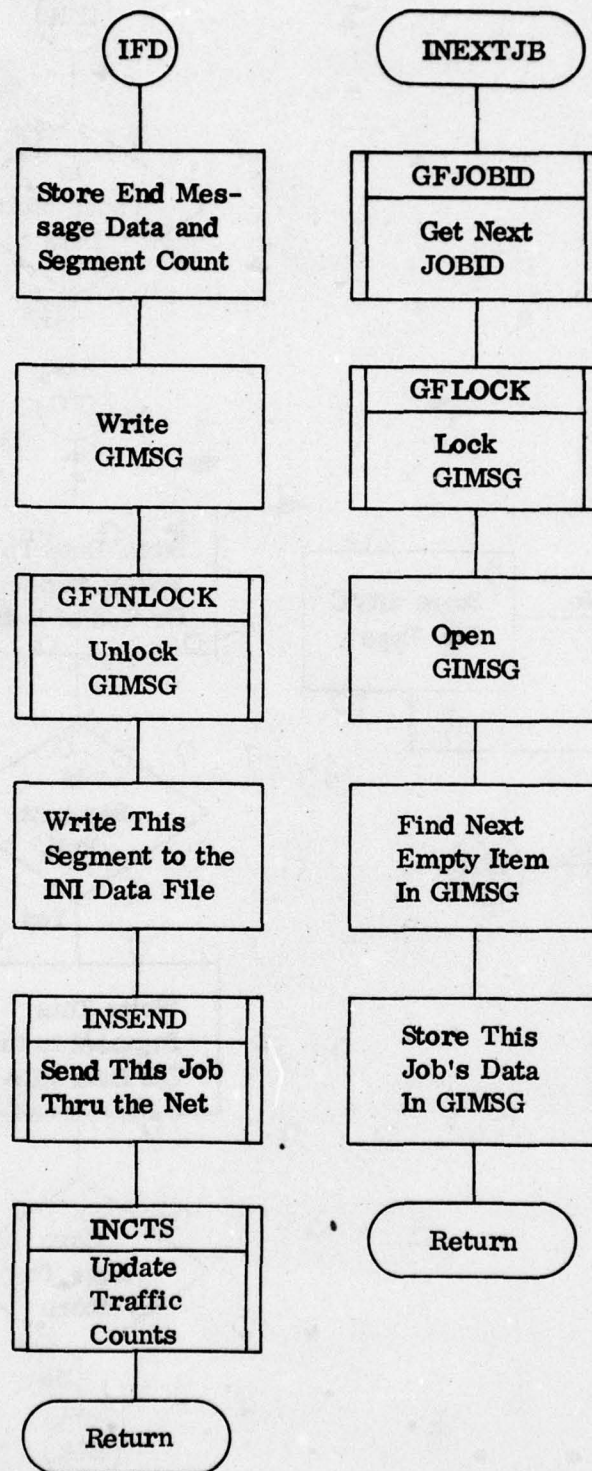 IFD
Store End Mes-
sage Data and
Segment Count
Write
GIMSG
GFUNLOCK
Unlock
GIMSG
Write This
Segment to the
INI Data File
INSEND
Send This Job
Thru the Net
INCTS
Update
Traffic
Counts
Return
INEXTJB
GFJOBID
Get Next
JOBID
GFLOCK
Lock
GIMSG
Open
GIMSG
Find Next
Empty Item
In GIMSG
Store This
Job's Data
In GIMSG
Return